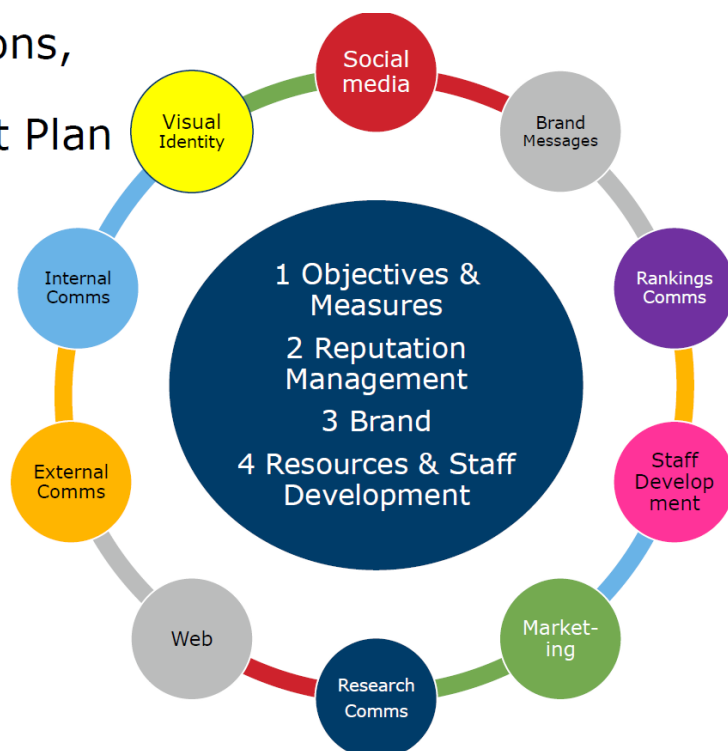 ons,
t Plan
Social
media
Brand
Messages
Rankings
Comms
Staff
Develop
ment
Market-
ing
Research
Comms
Web
External
Comms
Internal
Comms
Visual
Identity
1 Objectives &
Measures
2 Reputation
Management
3 Brand
4 Resources & Staff
Development